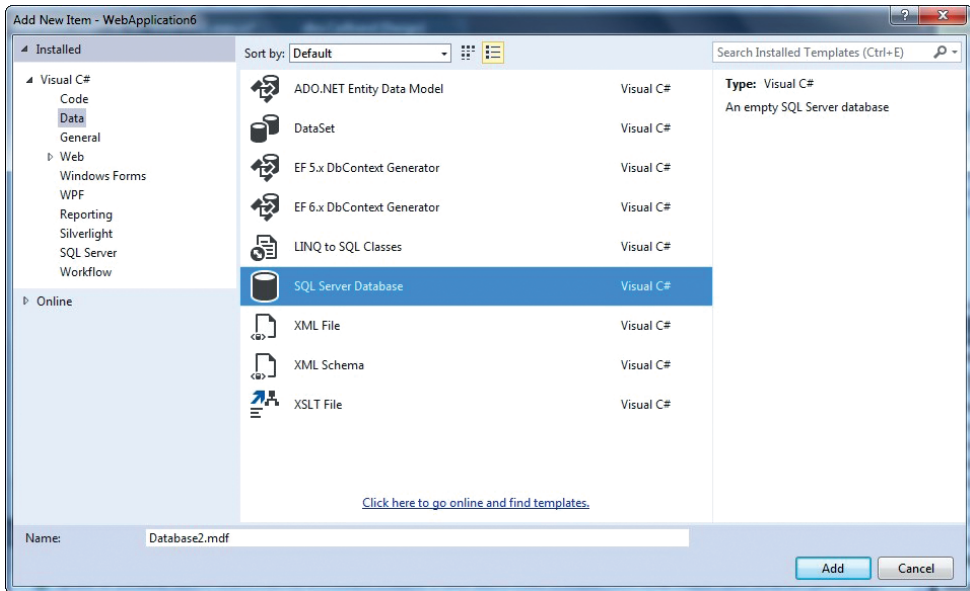 Add New Item - WebApplication6
Installed
Sort by: Default
Search Installed Templates (Ctrl+E)
Visual C#
Code
Data
General
Web
Windows Forms
WPF
Reporting
Silverlight
SQL Server
Workflow
Online
ADO.NET Entity Data Model Visual C#
DataSet Visual C#
EF 5.x DbContext Generator Visual C#
EF 6.x DbContext Generator Visual C#
LINQ to SQL Classes Visual C#
SQL Server Database Visual C#
XML File Visual C#
XML Schema Visual C#
XSLT File Visual C#
Click here to go online and find templates.
Type: Visual C#
An empty SQL Server database
Name: Database2.mdf
Add Cancel